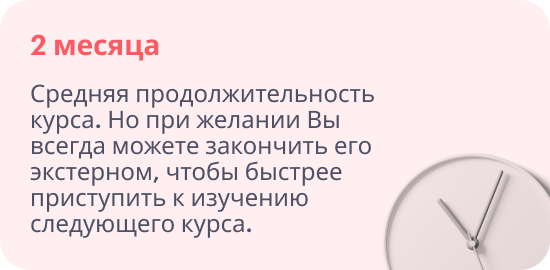 2 месяца
Средняя продолжительность
курса. Но при желании Вы
всегда можете закончить его
экстерном, чтобы быстрее
приступить к изучению
следующего курса.